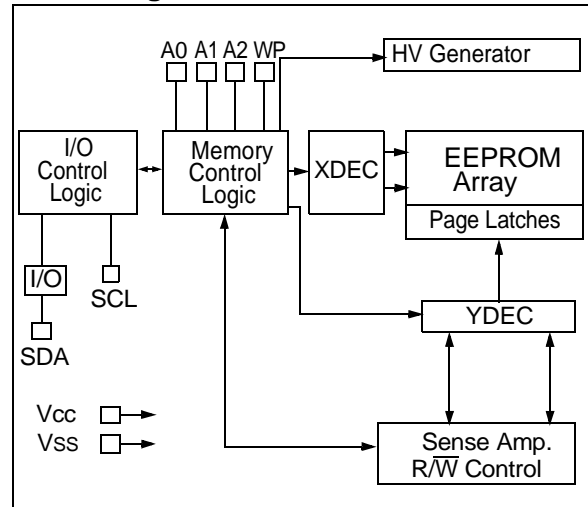 A0 A1 A2 WP
HV Generator
I/O
Control
Logic
Memory
Control
Logic
XDEC
EEPROM
Array
Page Latches
I/O
SCL
SDA
YDEC
Vcc
Vss
Sense Amp.
R/W̅ Control